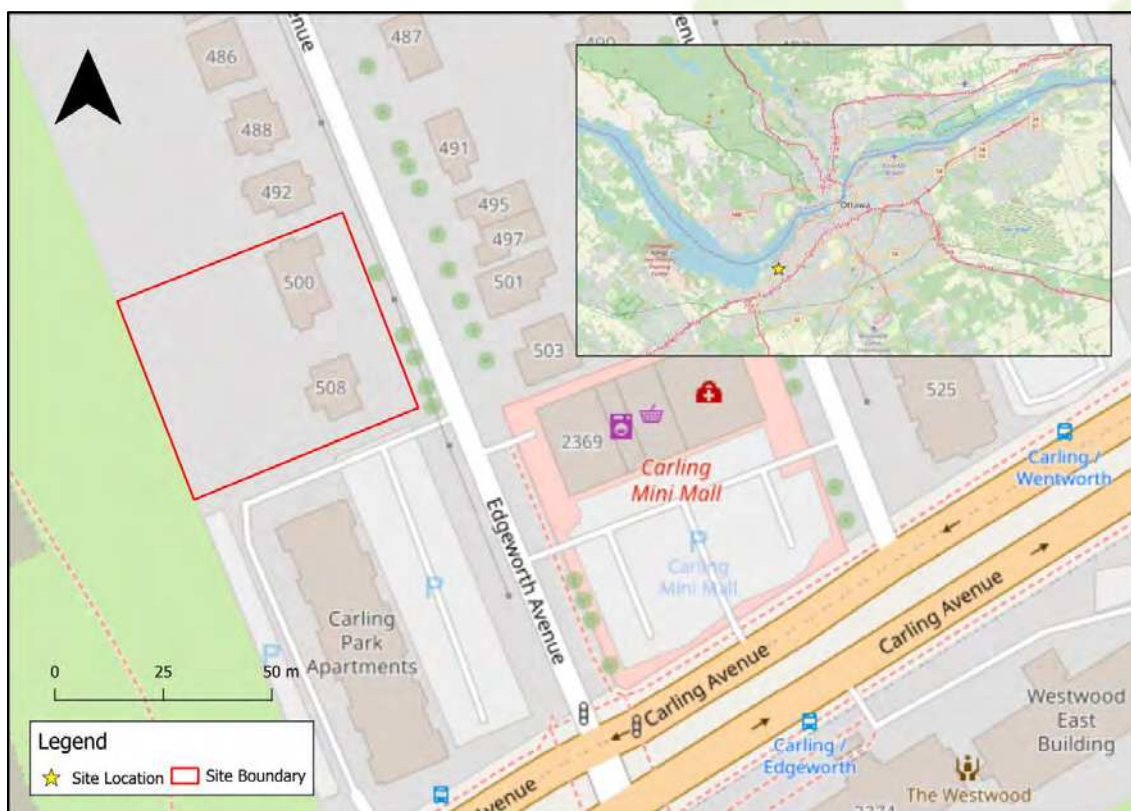 enue
486
487
488
491
492
495
497
500
501
503
508
525
2369
Carling
Mini Mall
P
Carling
Mini Mall
Carling /
Wentworth
Edgeworth Avenue
Carling Avenue
Carling Avenue
P
P
Carling
Park
Apartments
Carling /
Edgeworth
Westwood
East
Building
The Westwood
Avenue
Ottawa
0 25 50 m
Legend
Site Location Site Boundary